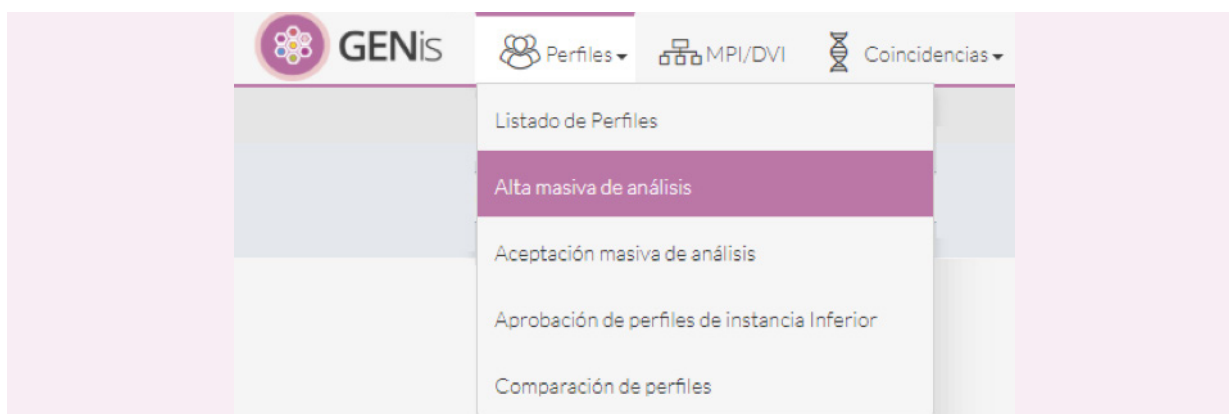 GENis Perfiles MPI/DVI Coincidencias
Listado de Perfiles
Alta masiva de análisis
Aceptación masiva de análisis
Aprobación de perfiles de instancia Inferior
Comparación de perfiles